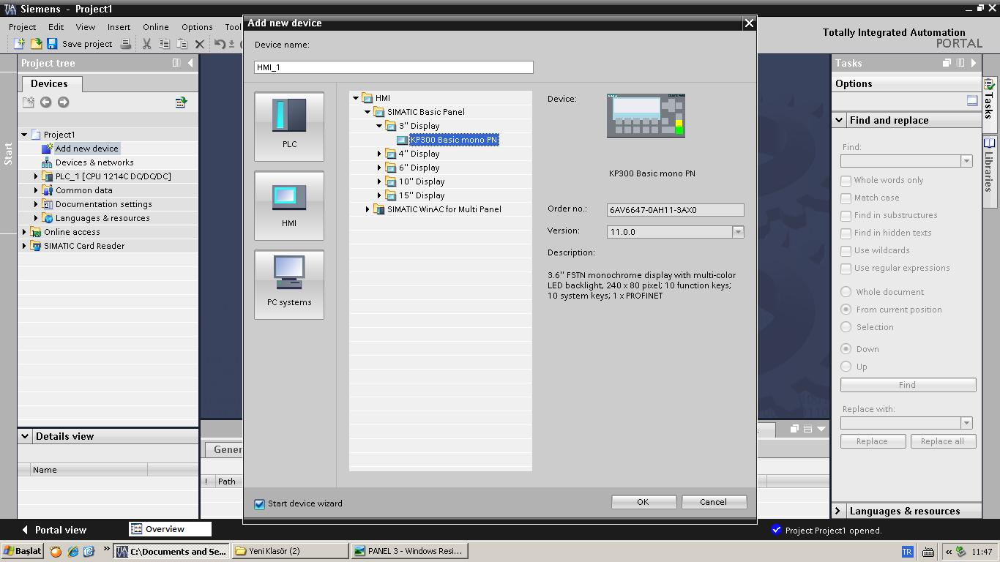 Siemens - Project1
Project Edit View Insert Online Options Tool
Save project
Totally Integrated Automation
PORTAL
Start
Project tree
Devices
Project1
Add new device
Devices & networks
PLC_1 [CPU 1214C DC/DC/DC]
Common data
Documentation settings
Languages & resources
Online access
SIMATIC Card Reader
Details view
Name
Add new device
Device name:
HMI_1
PLC
HMI
PC systems
HMI
SIMATIC Basic Panel
3'' Display
KP300 Basic mono PN
4'' Display
6'' Display
10'' Display
15'' Display
SIMATIC WinAC for Multi Panel
Device:
KP300 Basic mono PN
Order no.: 6AV6647-0AH11-3AX0
Version: 11.0.0
Description:
3.6'' FSTN monochrome display with multi-color
LED backlight, 240 x 80 pixel; 10 function keys;
10 system keys; 1 x PROFINET
Start device wizard
OK Cancel
Gener
! Path
Tasks
Options
Find and replace
Find:
Whole words only
Match case
Find in substructures
Find in hidden texts
Use wildcards
Use regular expressions
Whole document
From current position
Selection
Down
Up
Find
Replace with:
Replace Replace all
Languages & resources
Tasks
Libraries
Portal view Overview
Project Project1 opened.
Başlat C:\Documents and Se... Yeni Klasör (2) PANEL 3 - Windows Resi... TR 11:47